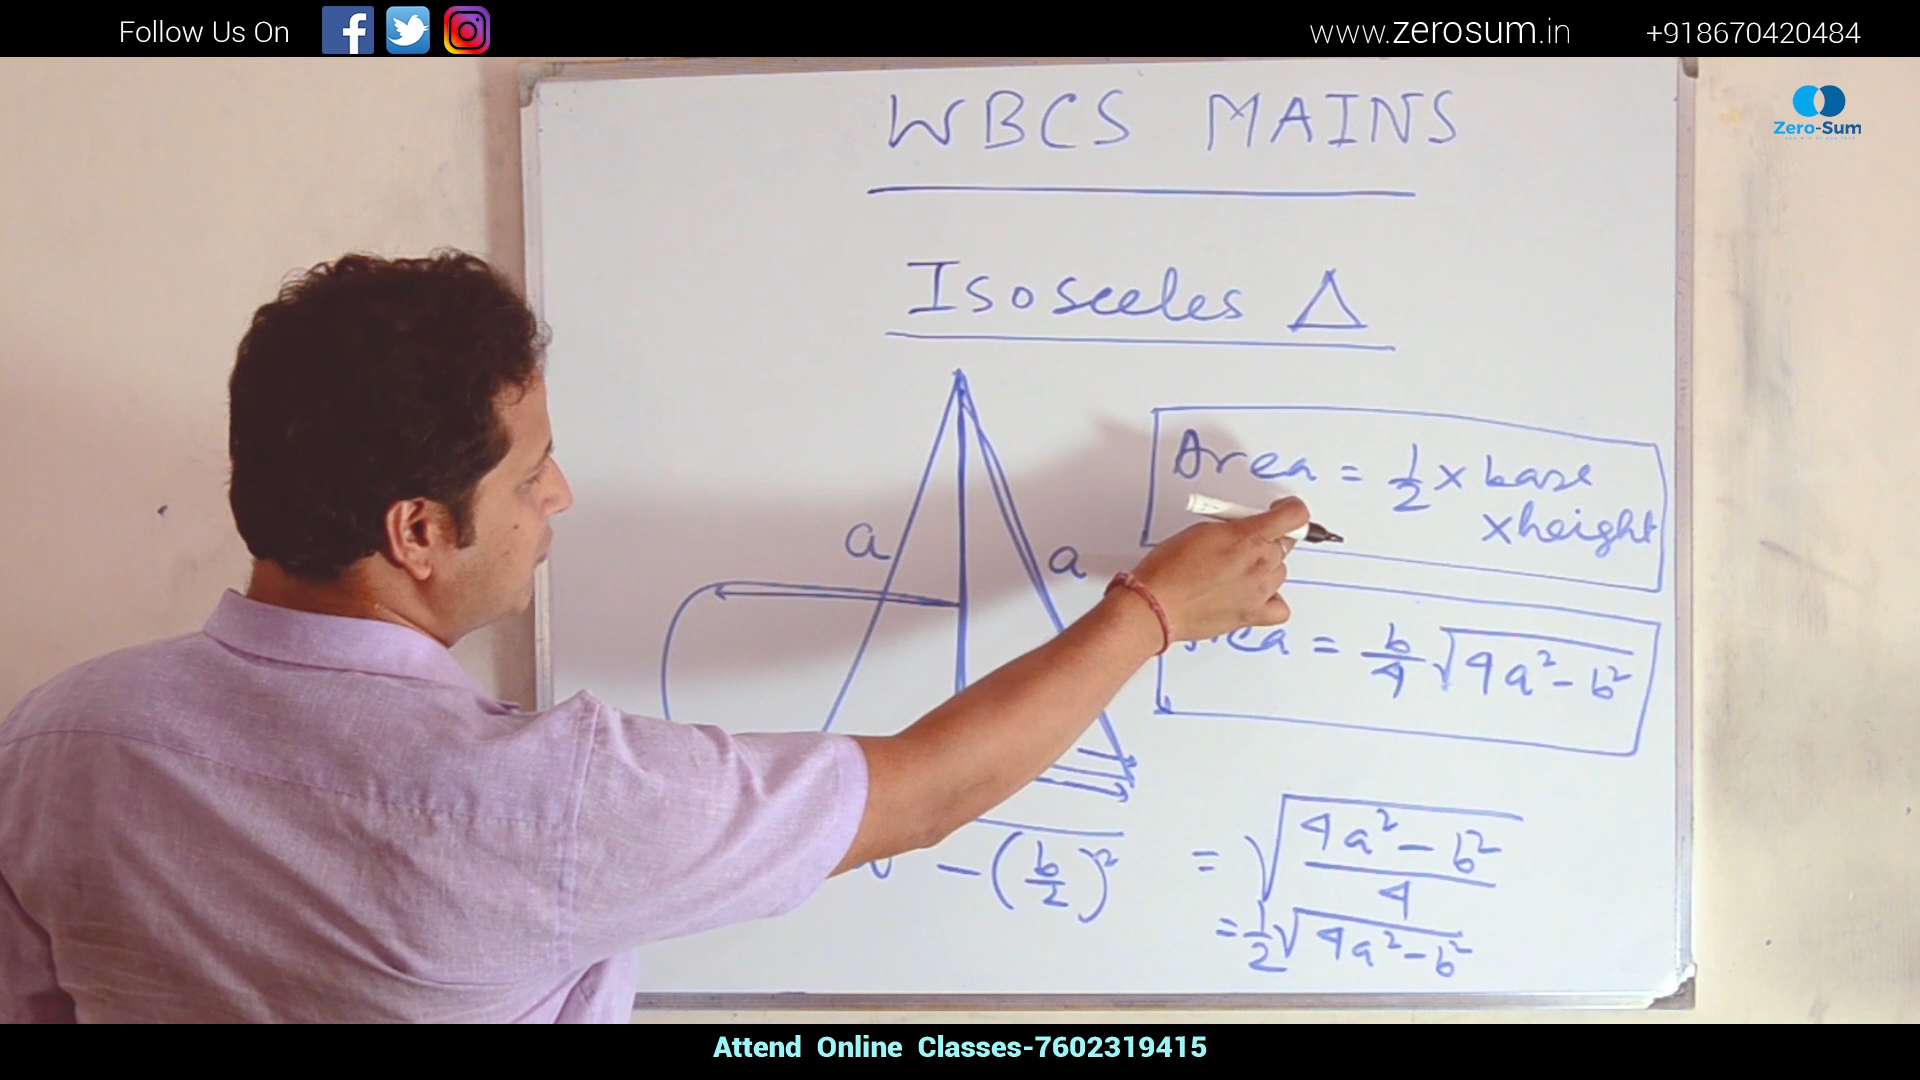 Follow Us On
www.zerosum.in
+918670420484
Zero-Sum
WBCS MAINS
Isosceles Δ
a
a
Area = 1/2 × base
× height
Area = b/4 √(4a² - b²)
- (b/2)²
= √((4a² - b²)/4)
= 1/2 √(4a² - b²)
Attend Online Classes-7602319415